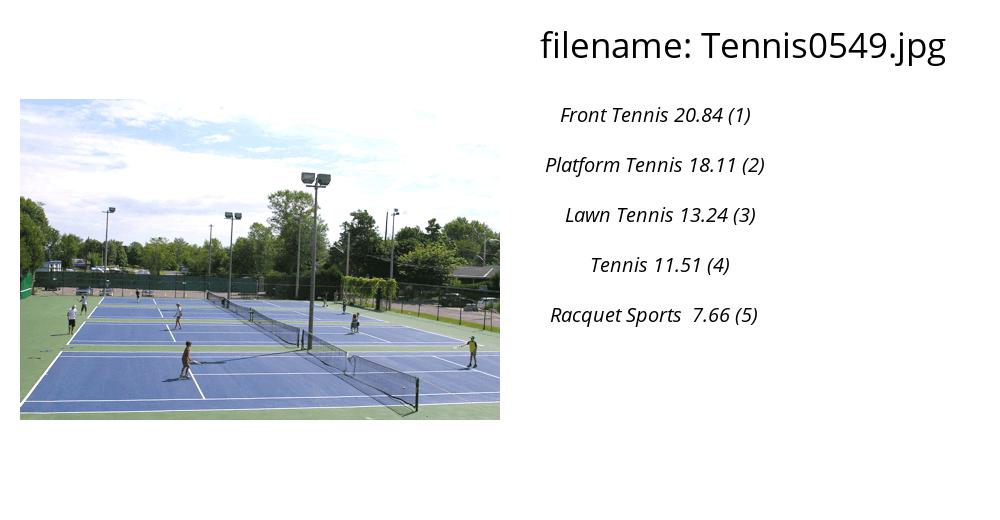 filename: Tennis0549.jpg
Front Tennis 20.84 (1)
Platform Tennis 18.11 (2)
Lawn Tennis 13.24 (3)
Tennis 11.51 (4)
Racquet Sports  7.66 (5)